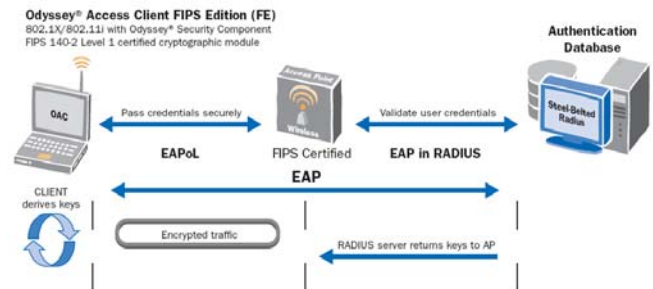 Odyssey® Access Client FIPS Edition (FE)
802.1X/802.11i with Odyssey® Security Component
FIPS 140-2 Level 1 certified cryptographic module
Authentication
Database
OAC
Pass credentials securely
Access Point
Wireless
Validate user credentials
Steel-Belted
Radius
EAPoL
FIPS Certified
EAP in RADIUS
EAP
CLIENT
derives keys
Encrypted traffic
RADIUS server returns keys to AP